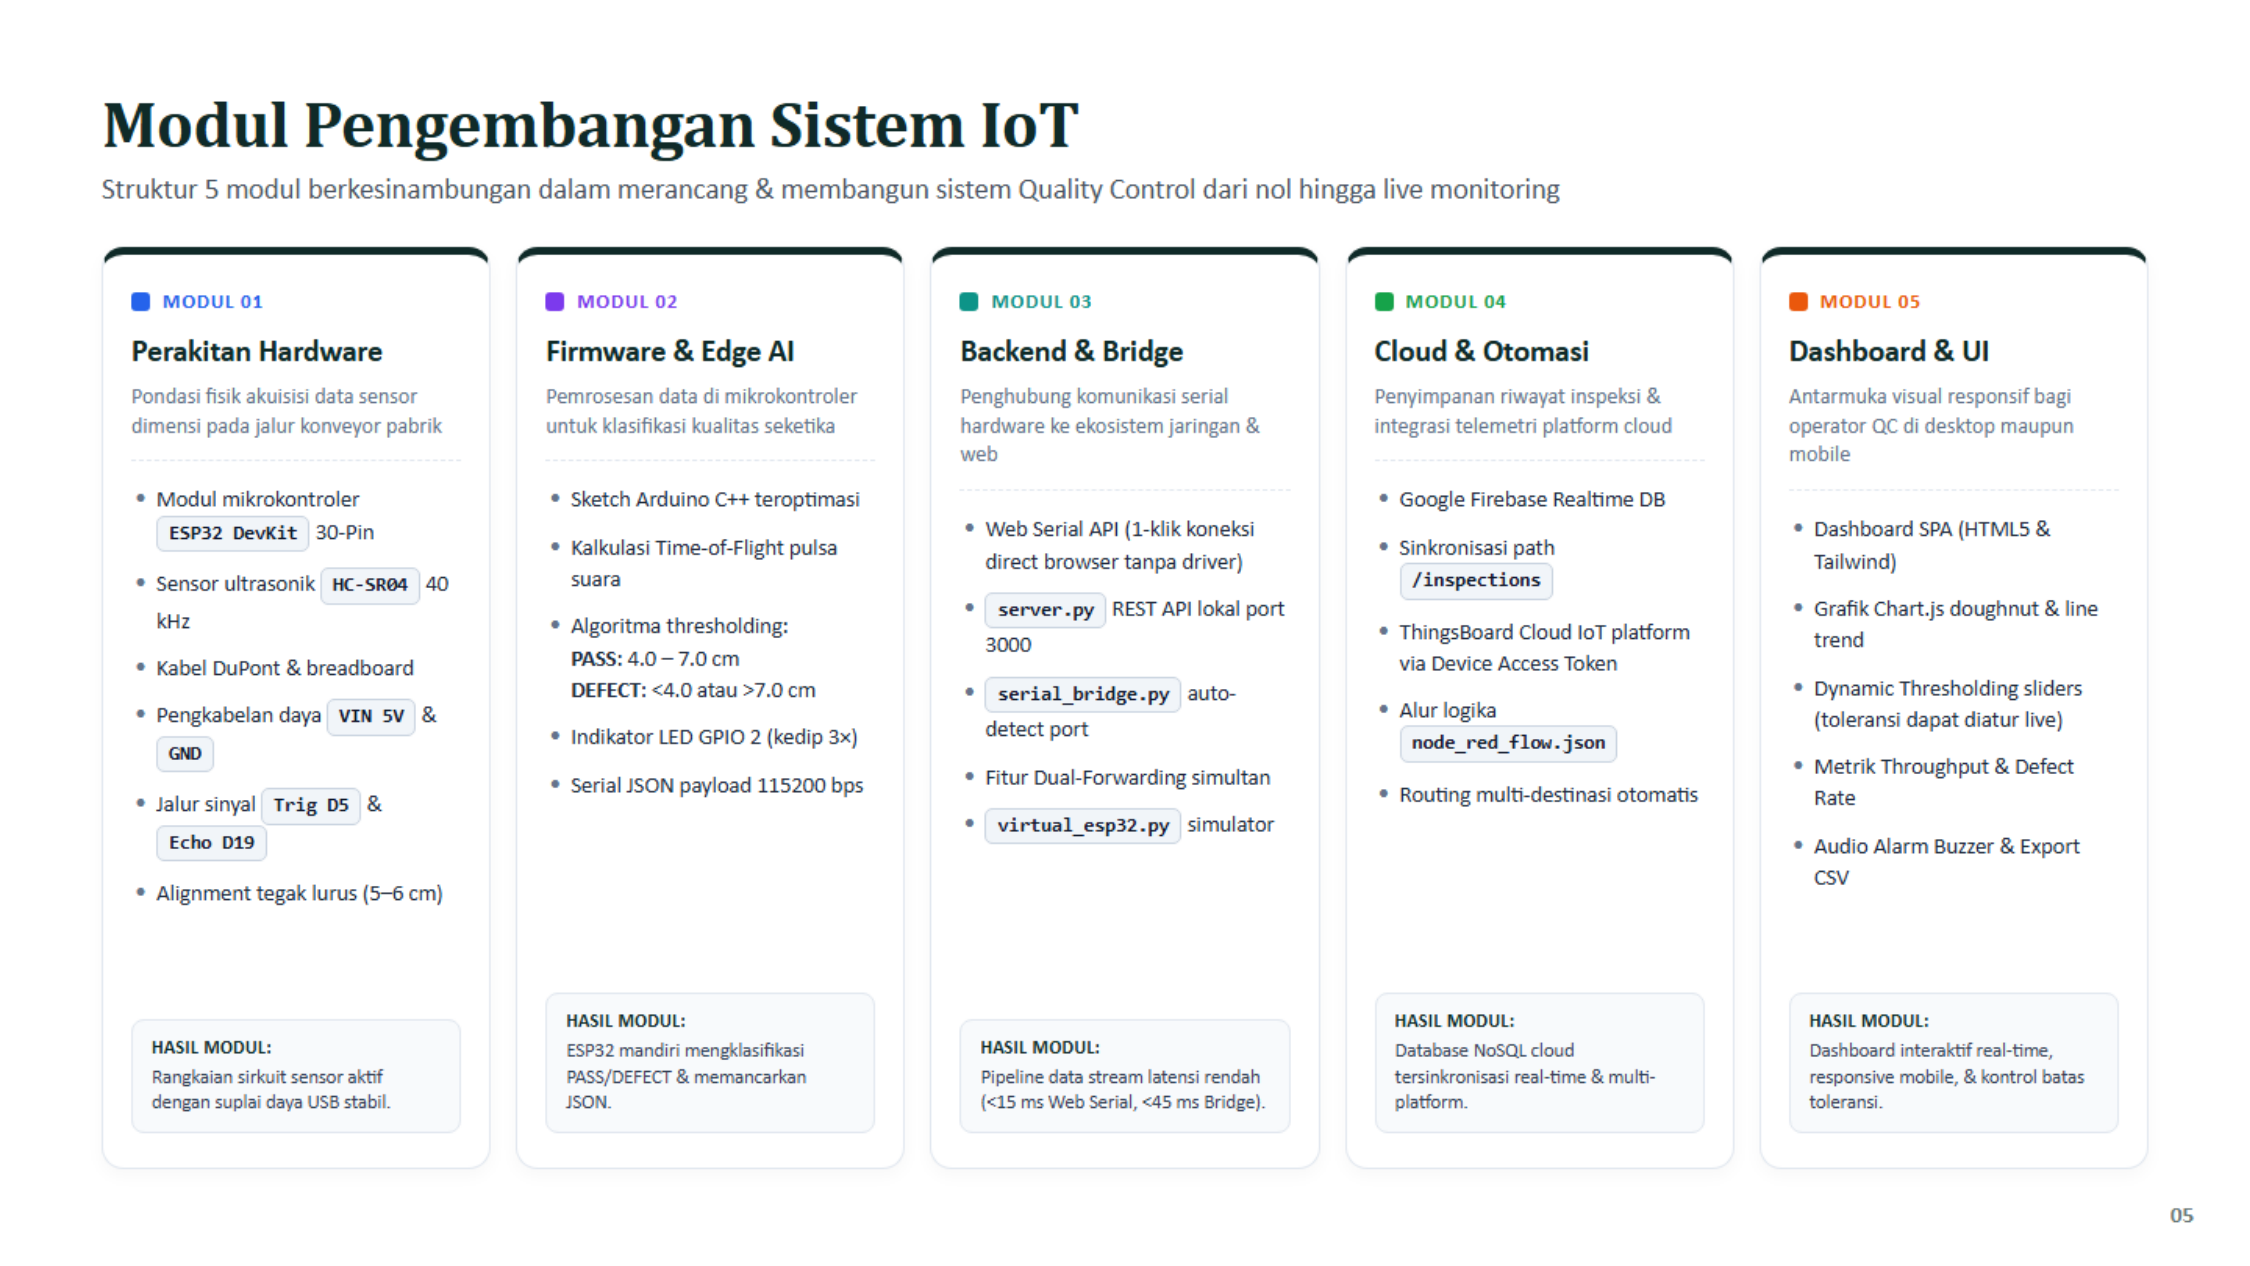 Modul Pengembangan Sistem IoT
Struktur 5 modul berkesinambungan dalam merancang & membangun sistem Quality Control dari nol hingga live monitoring
MODUL 01
Perakitan Hardware
Pondasi fisik akuisisi data sensor
dimensi pada jalur konveyor pabrik
• Modul mikrokontroler
ESP32 DevKit 30-Pin
• Sensor ultrasonik HC-SR04 40
kHz
• Kabel DuPont & breadboard
• Pengkabelan daya VIN 5V &
GND
• Jalur sinyal Trig D5 &
Echo D19
• Alignment tegak lurus (5–6 cm)
HASIL MODUL:
Rangkaian sirkuit sensor aktif
dengan suplai daya USB stabil.
MODUL 02
Firmware & Edge AI
Pemrosesan data di mikrokontroler
untuk klasifikasi kualitas seketika
• Sketch Arduino C++ teroptimasi
• Kalkulasi Time-of-Flight pulsa
suara
• Algoritma thresholding:
PASS: 4.0 – 7.0 cm
DEFECT: <4.0 atau >7.0 cm
• Indikator LED GPIO 2 (kedip 3×)
• Serial JSON payload 115200 bps
HASIL MODUL:
ESP32 mandiri mengklasifikasi
PASS/DEFECT & memancarkan
JSON.
MODUL 03
Backend & Bridge
Penghubung komunikasi serial
hardware ke ekosistem jaringan &
web
• Web Serial API (1-klik koneksi
direct browser tanpa driver)
• server.py REST API lokal port
3000
• serial_bridge.py auto-
detect port
• Fitur Dual-Forwarding simultan
• virtual_esp32.py simulator
HASIL MODUL:
Pipeline data stream latensi rendah
(<15 ms Web Serial, <45 ms Bridge).
MODUL 04
Cloud & Otomasi
Penyimpanan riwayat inspeksi &
integrasi telemetri platform cloud
• Google Firebase Realtime DB
• Sinkronisasi path
/inspections
• ThingsBoard Cloud IoT platform
via Device Access Token
• Alur logika
node_red_flow.json
• Routing multi-destinasi otomatis
HASIL MODUL:
Database NoSQL cloud
tersinkronisasi real-time & multi-
platform.
MODUL 05
Dashboard & UI
Antarmuka visual responsif bagi
operator QC di desktop maupun
mobile
• Dashboard SPA (HTML5 &
Tailwind)
• Grafik Chart.js doughnut & line
trend
• Dynamic Thresholding sliders
(toleransi dapat diatur live)
• Metrik Throughput & Defect
Rate
• Audio Alarm Buzzer & Export
CSV
HASIL MODUL:
Dashboard interaktif real-time,
responsive mobile, & kontrol batas
toleransi.
05